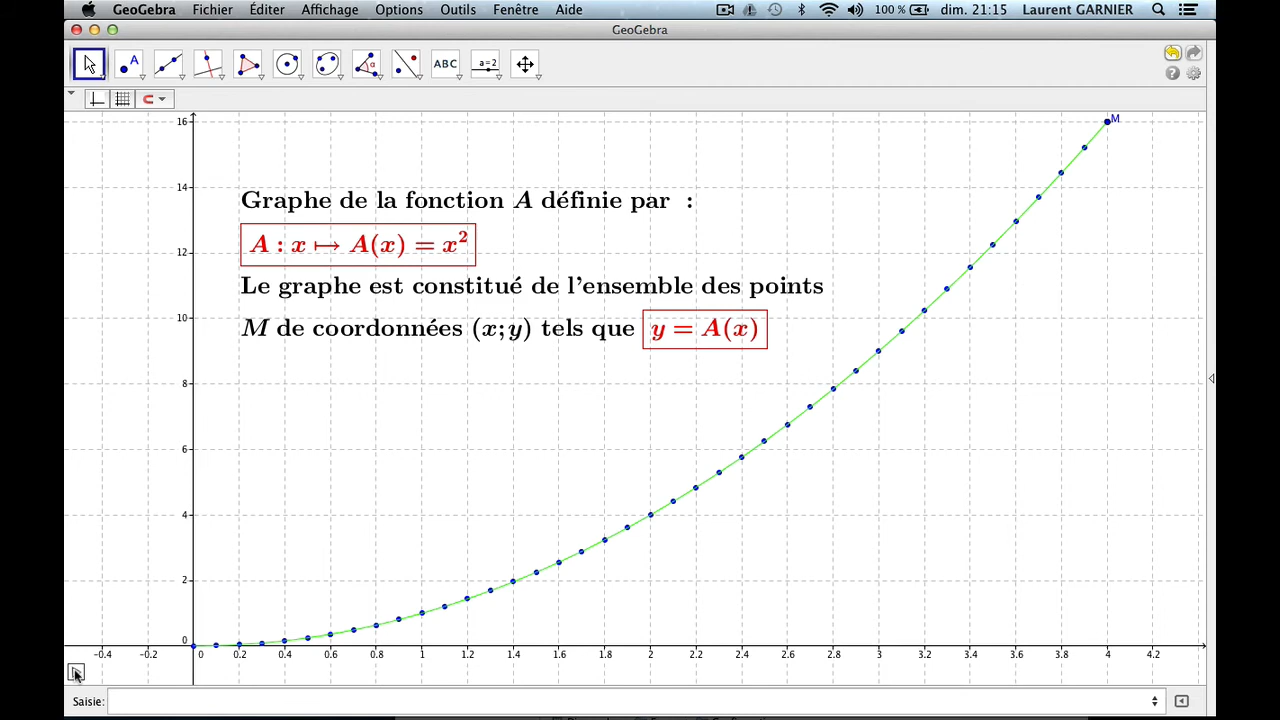 GeoGebra Fichier Éditer Affichage Options Outils Fenêtre Aide 100 % dim. 21:15 Laurent GARNIER
GeoGebra
A ABC a=2
16 M
14
Graphe de la fonction A définie par :
12
A : x ↦ A(x) = x²
Le graphe est constitué de l'ensemble des points
10
M de coordonnées (x; y) tels que y = A(x)
8
6
4
2
0
-0.4 -0.2 0 0.2 0.4 0.6 0.8 1 1.2 1.4 1.6 1.8 2 2.2 2.4 2.6 2.8 3 3.2 3.4 3.6 3.8 4 4.2
Saisie: